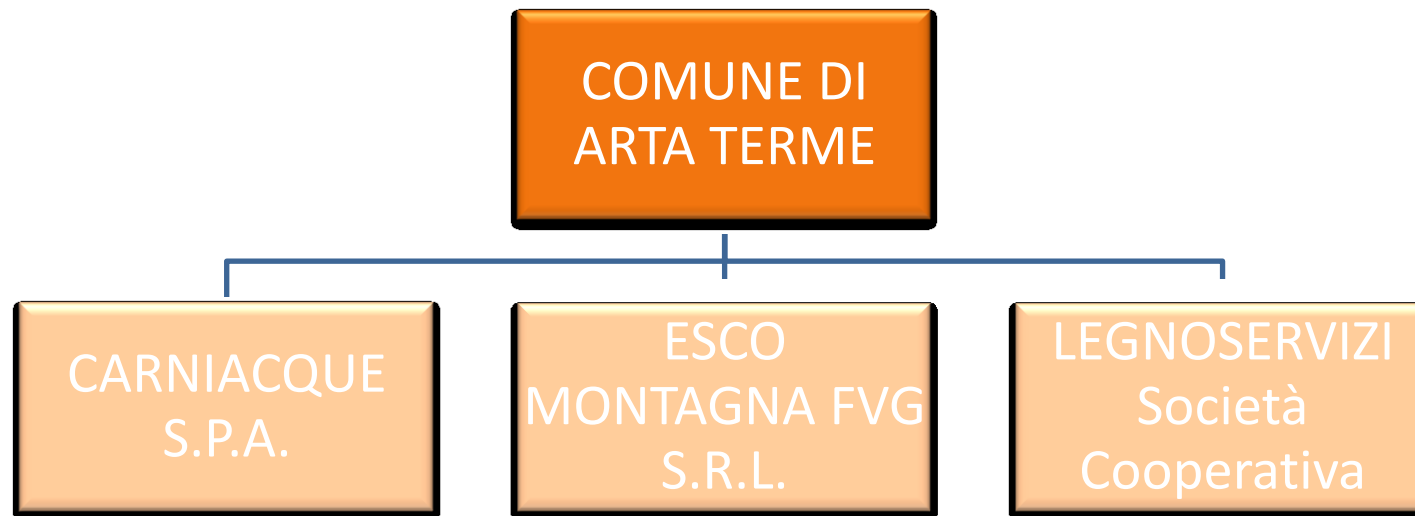 COMUNE DI
ARTA TERME
CARNIACQUE
S.P.A.
ESCO
MONTAGNA FVG
S.R.L.
LEGNOSERVIZI
Società
Cooperativa